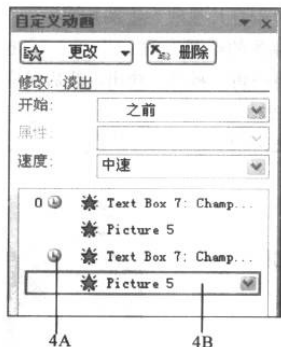 自定义动画
更改 删除
修改: 淡出
开始: 之前
属性:
速度: 中速
0 Text Box 7: Champ...
Picture 5
Text Box 7: Champ...
Picture 5
4A 4B